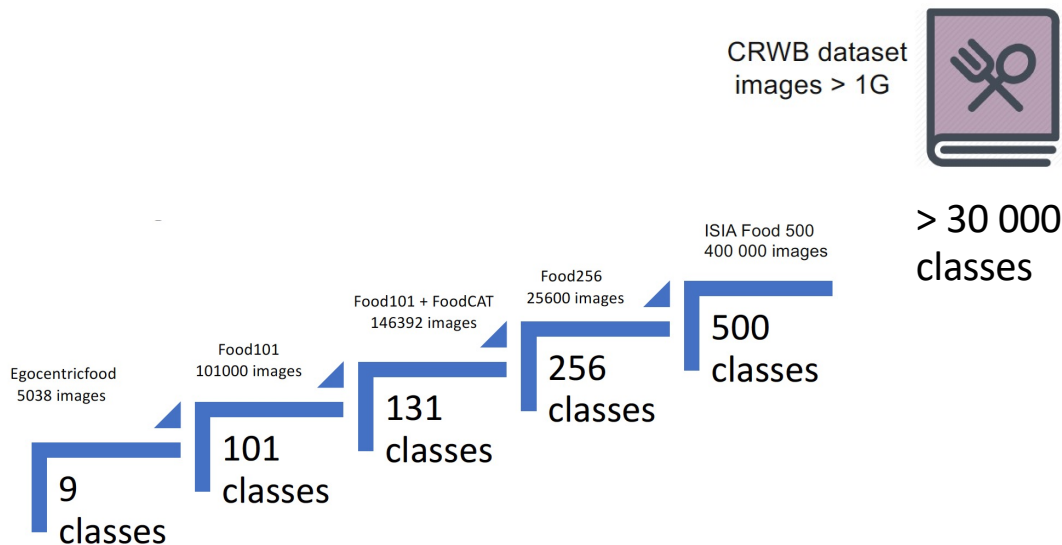 CRWB dataset
images > 1G
> 30 000
classes
ISIA Food 500
400 000 images
500
classes
Food256
25600 images
256
classes
Food101 + FoodCAT
146392 images
131
classes
Food101
101000 images
101
classes
Egocentricfood
5038 images
9
classes